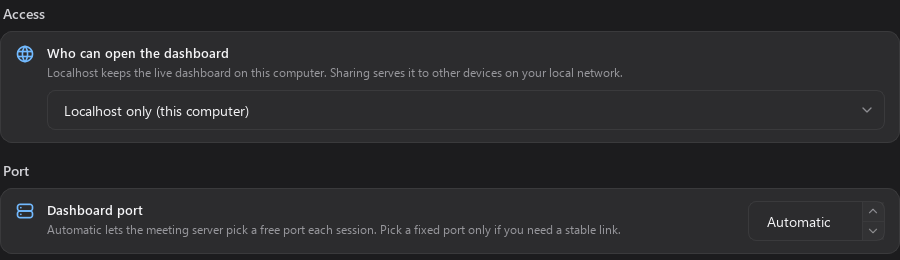 Access
Who can open the dashboard
Localhost keeps the live dashboard on this computer. Sharing serves it to other devices on your local network.
Localhost only (this computer)
Port
Dashboard port
Automatic lets the meeting server pick a free port each session. Pick a fixed port only if you need a stable link.
Automatic